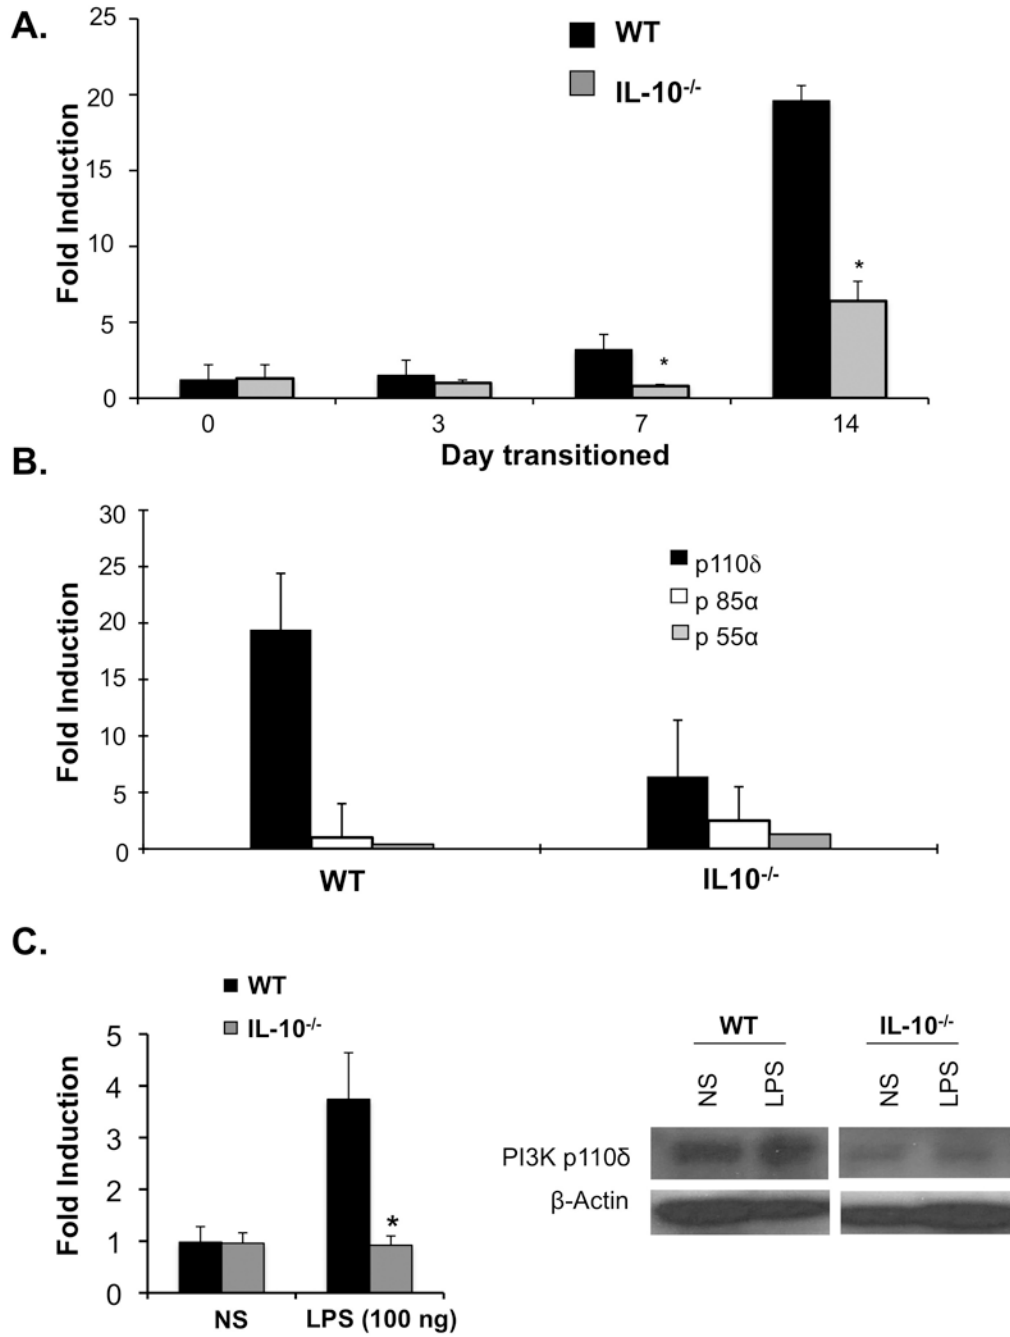 A.
25
20
15
10
5
0
Fold Induction
WT
IL-10-/-
*
*
0 3 7 14
Day transitioned
B.
30
25
20
15
10
5
0
Fold Induction
p110δ
p 85α
p 55α
WT IL10-/-
C.
WT
IL-10-/-
5
4
3
2
1
0
Fold Induction
*
NS LPS (100 ng)
WT IL-10-/-
NS LPS NS LPS
PI3K p110δ
β-Actin